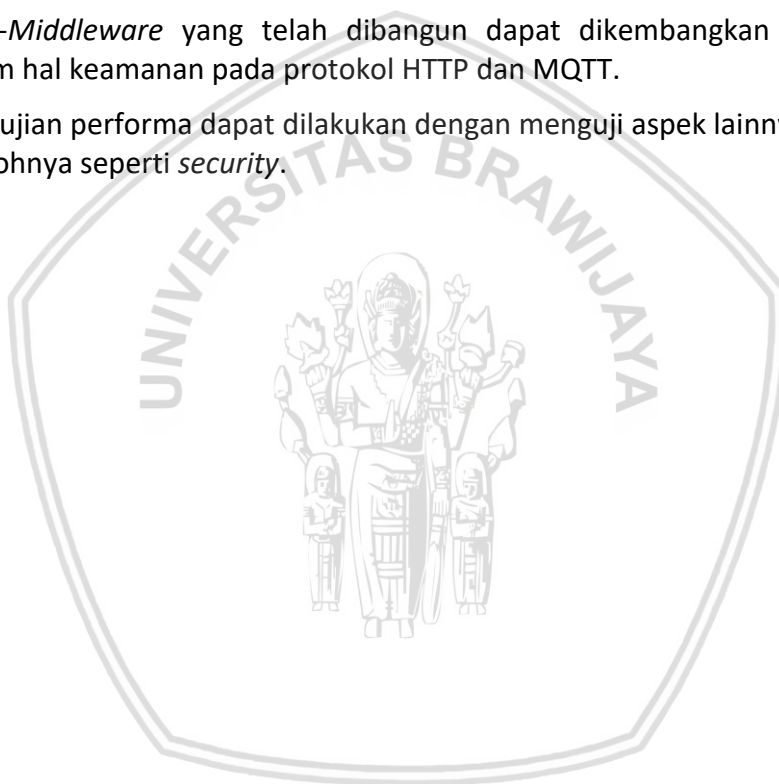 -Middleware yang telah dibangun dapat dikembangkan
m hal keamanan pada protokol HTTP dan MQTT.
ujian performa dapat dilakukan dengan menguji aspek lainny
ohnya seperti security.
UNIVERSITAS BRAWIJAYA